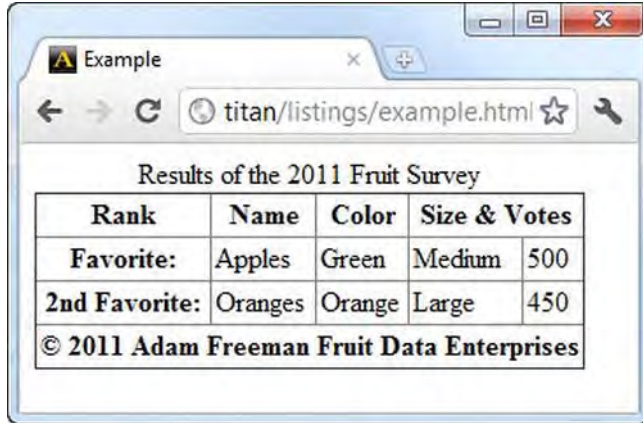 Example
titan/listings/example.html
Results of the 2011 Fruit Survey
Rank Name Color Size & Votes
Favorite: Apples Green Medium 500
2nd Favorite: Oranges Orange Large 450
© 2011 Adam Freeman Fruit Data Enterprises